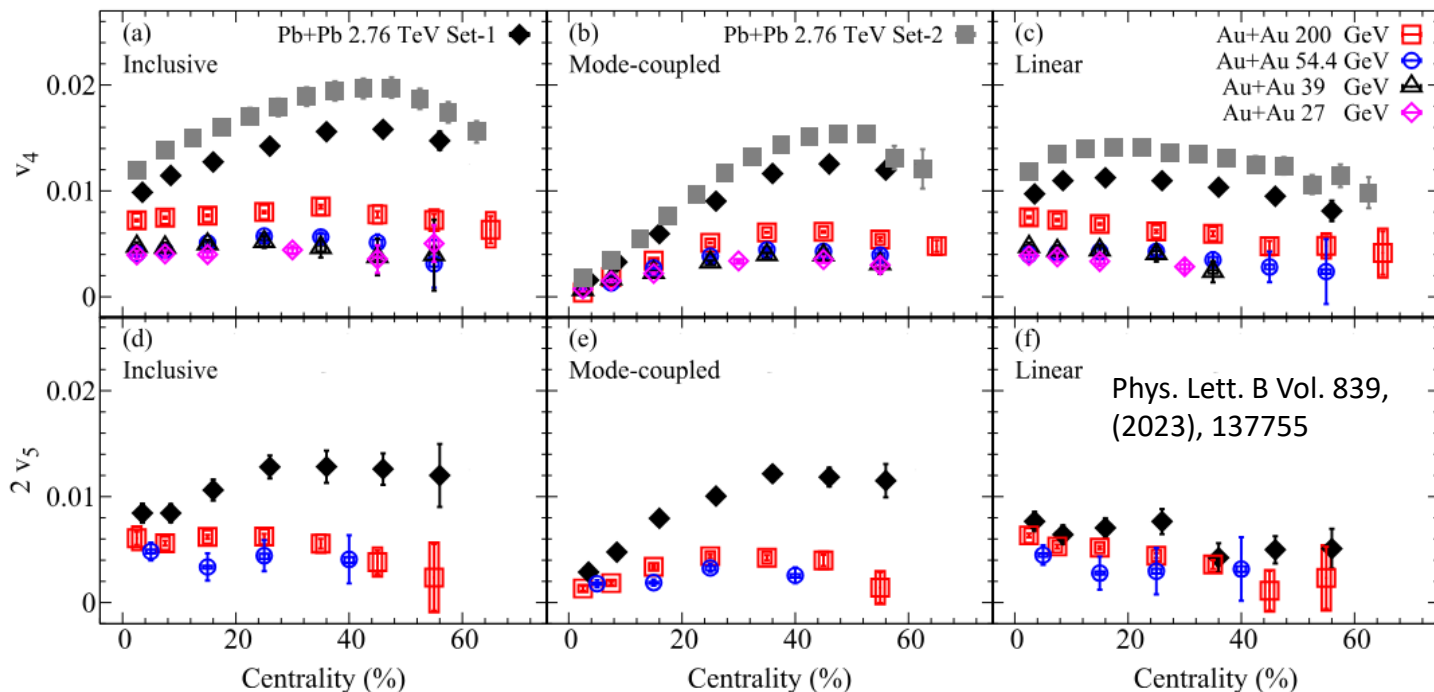 (a)
Pb+Pb 2.76 TeV Set-1
Inclusive
(b)
Pb+Pb 2.76 TeV Set-2
Mode-coupled
(c)
Linear
Au+Au 200 GeV
Au+Au 54.4 GeV
Au+Au 39 GeV
Au+Au 27 GeV
v4
0.02
0.01
0
(d)
Inclusive
(e)
Mode-coupled
(f)
Linear
Phys. Lett. B Vol. 839,
(2023), 137755
2 v5
0.02
0.01
0
0 20 40 60
0 20 40 60
0 20 40 60
Centrality (%)
Centrality (%)
Centrality (%)